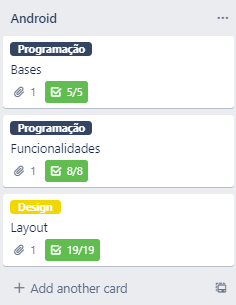 Android
Programação
Bases
1 5/5
Programação
Funcionalidades
1 8/8
Design
Layout
1 19/19
Add another card